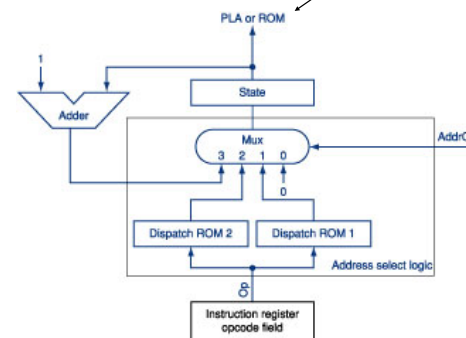 PLA or ROM
1
State
Adder
Mux
3 2 1 0
AddrC
0
Dispatch ROM 2
Dispatch ROM 1
Address select logic
Op
Instruction register
opcode field